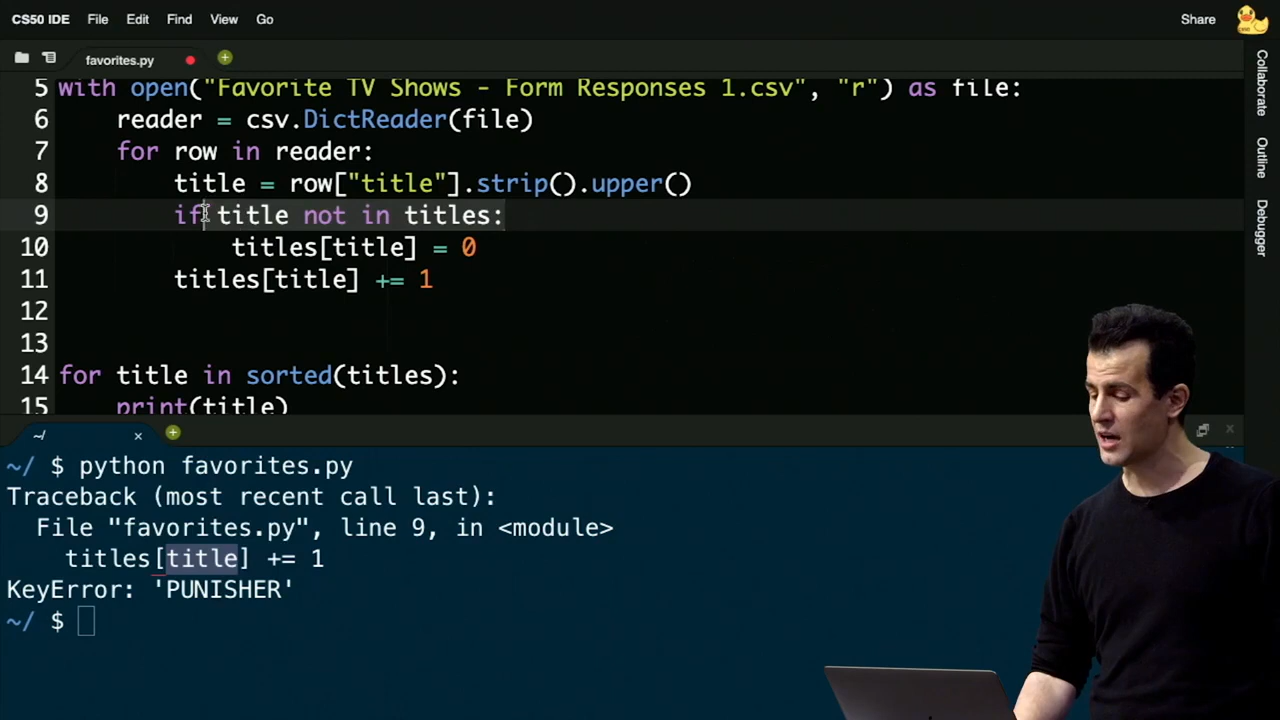 CS50 IDE File Edit Find View Go Share
favorites.py
5 with open("Favorite TV Shows - Form Responses 1.csv", "r") as file:
6 reader = csv.DictReader(file)
7 for row in reader:
8 title = row["title"].strip().upper()
9 if title not in titles:
10 titles[title] = 0
11 titles[title] += 1
12
13
14 for title in sorted(titles):
15 print(title)
~/
~/ $ python favorites.py
Traceback (most recent call last):
File "favorites.py", line 9, in <module>
titles[title] += 1
KeyError: 'PUNISHER'
~/ $
Collaborate
Outline
Debugger